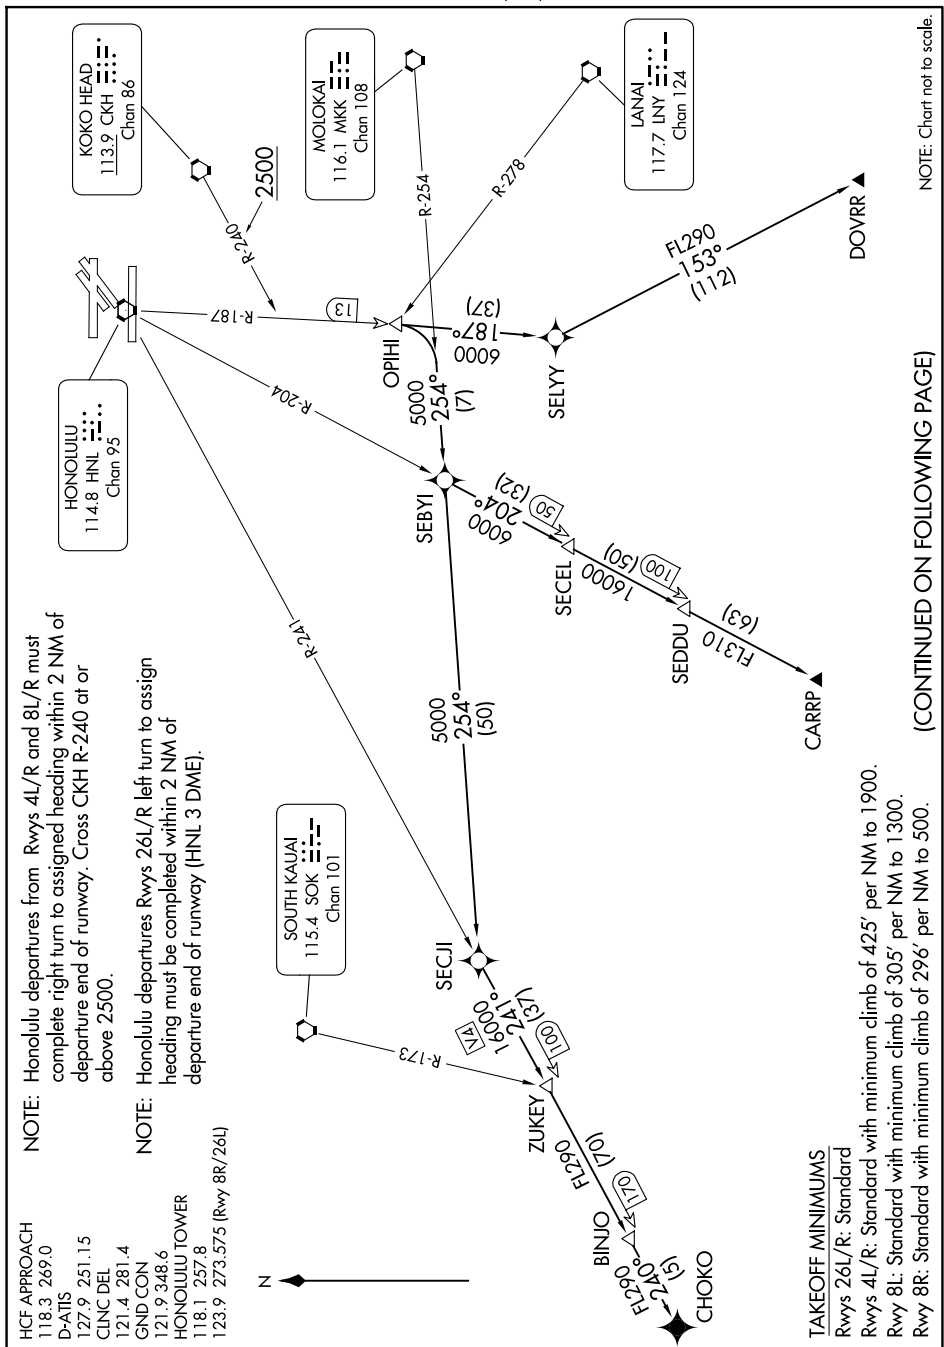 HCF APPROACH
118.3 269.0
D-ATIS
127.9 251.15
CLNC DEL
121.4 281.4
GND CON
121.9 348.6
HONOLULU TOWER
118.1 257.8
123.9 273.575 (Rwy 8R/26L)
NOTE: Honolulu departures from Rwys 4L/R and 8L/R must
complete right turn to assigned heading within 2 NM of
departure end of runway. Cross CKH R-240 at or
above 2500.
NOTE: Honolulu departures Rwys 26L/R left turn to assign
heading must be completed within 2 NM of
departure end of runway (HNL 3 DME).
HONOLULU
114.8 HNL
Chan 95
KOKO HEAD
113.9 CKH
Chan 86
MOLOKAI
116.1 MKK
Chan 108
LANAI
117.7 LNY
Chan 124
SOUTH KAUAI
115.4 SOK
Chan 101
N
R-240
2500
R-187
R-204
R-241
R-254
R-278
R-173
13
OPIHI
6000
187°
(37)
SELYY
FL290
153°
(112)
DOVRR
5000
254°
(7)
SEBYI
6000
204°
(32)
50
SECEL
16000
(50)
100
SEDDU
FL310
(63)
CARRP
5000
254°
(50)
SECJI
V4
16000
241°
(37)
100
ZUKEY
FL290
(70)
170
BINJO
FL290
240°
(5)
CHOKO
TAKEOFF MINIMUMS
Rwys 26L/R: Standard
Rwys 4L/R: Standard with minimum climb of 425' per NM to 1900.
Rwy 8L: Standard with minimum climb of 305' per NM to 1300.
Rwy 8R: Standard with minimum climb of 296' per NM to 500.
(CONTINUED ON FOLLOWING PAGE)
NOTE: Chart not to scale.